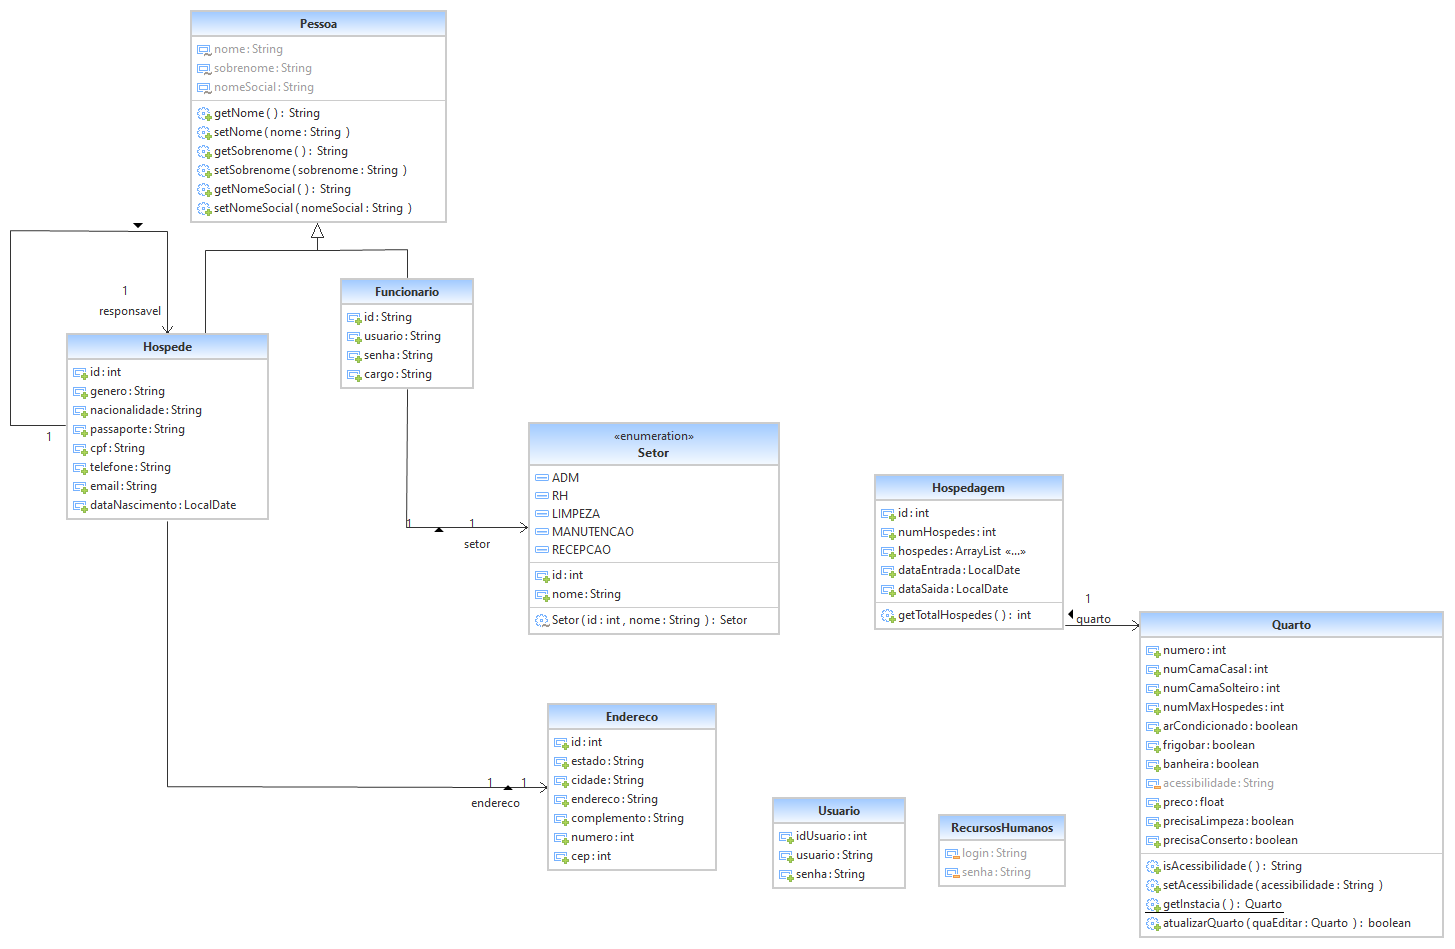 Pessoa
nome : String
sobrenome : String
nomeSocial : String
getNome ( ) : String
setNome ( nome : String )
getSobrenome ( ) : String
setSobrenome ( sobrenome : String )
getNomeSocial ( ) : String
setNomeSocial ( nomeSocial : String )
1
responsavel
1
Hospede
id : int
genero : String
nacionalidade : String
passaporte : String
cpf : String
telefone : String
email : String
dataNascimento : LocalDate
Funcionario
id : String
usuario : String
senha : String
cargo : String
1 1
setor
«enumeration»
Setor
ADM
RH
LIMPEZA
MANUTENCAO
RECEPCAO
id : int
nome : String
Setor ( id : int , nome : String ) : Setor
Hospedagem
id : int
numHospedes : int
hospedes : ArrayList «...»
dataEntrada : LocalDate
dataSaida : LocalDate
getTotalHospedes ( ) : int
1
quarto
Quarto
numero : int
numCamaCasal : int
numCamaSolteiro : int
numMaxHospedes : int
arCondicionado : boolean
frigobar : boolean
banheira : boolean
acessibilidade : String
preco : float
precisaLimpeza : boolean
precisaConserto : boolean
isAcessibilidade ( ) : String
setAcessibilidade ( acessibilidade : String )
getInstacia ( ) : Quarto
atualizarQuarto ( quaEditar : Quarto ) : boolean
1 1
endereco
Endereco
id : int
estado : String
cidade : String
endereco : String
complemento : String
numero : int
cep : int
Usuario
idUsuario : int
usuario : String
senha : String
RecursosHumanos
login : String
senha : String